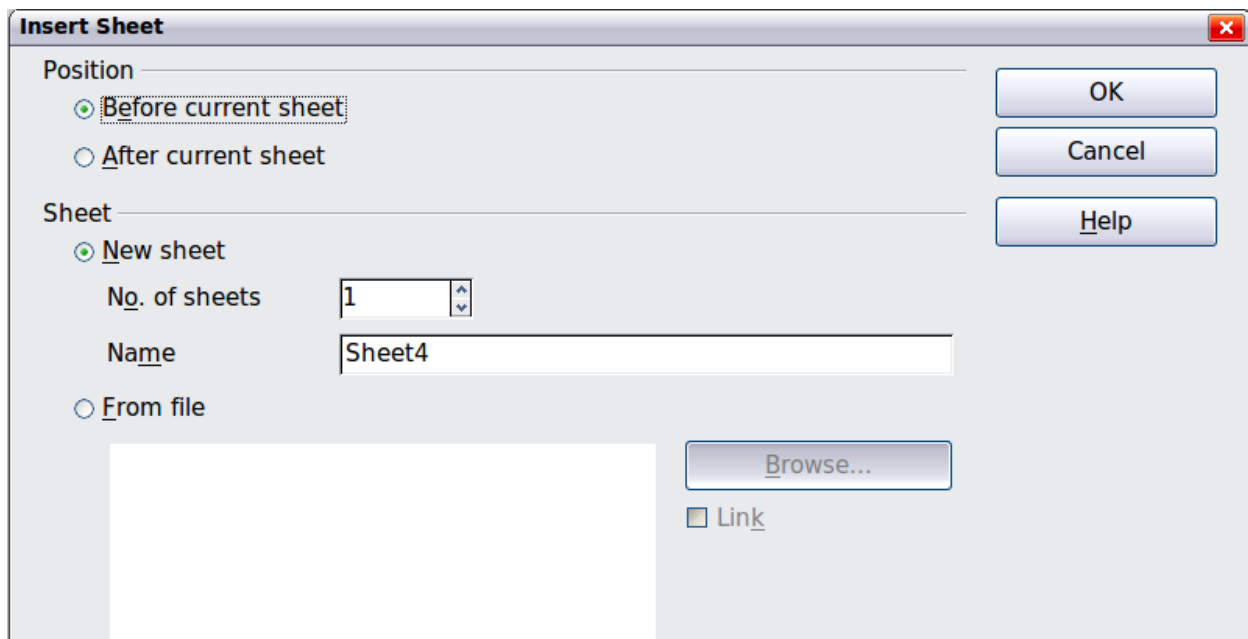 Insert Sheet
Position
Before current sheet
After current sheet
OK
Cancel
Help
Sheet
New sheet
No. of sheets
1
Name
Sheet4
From file
Browse...
Link